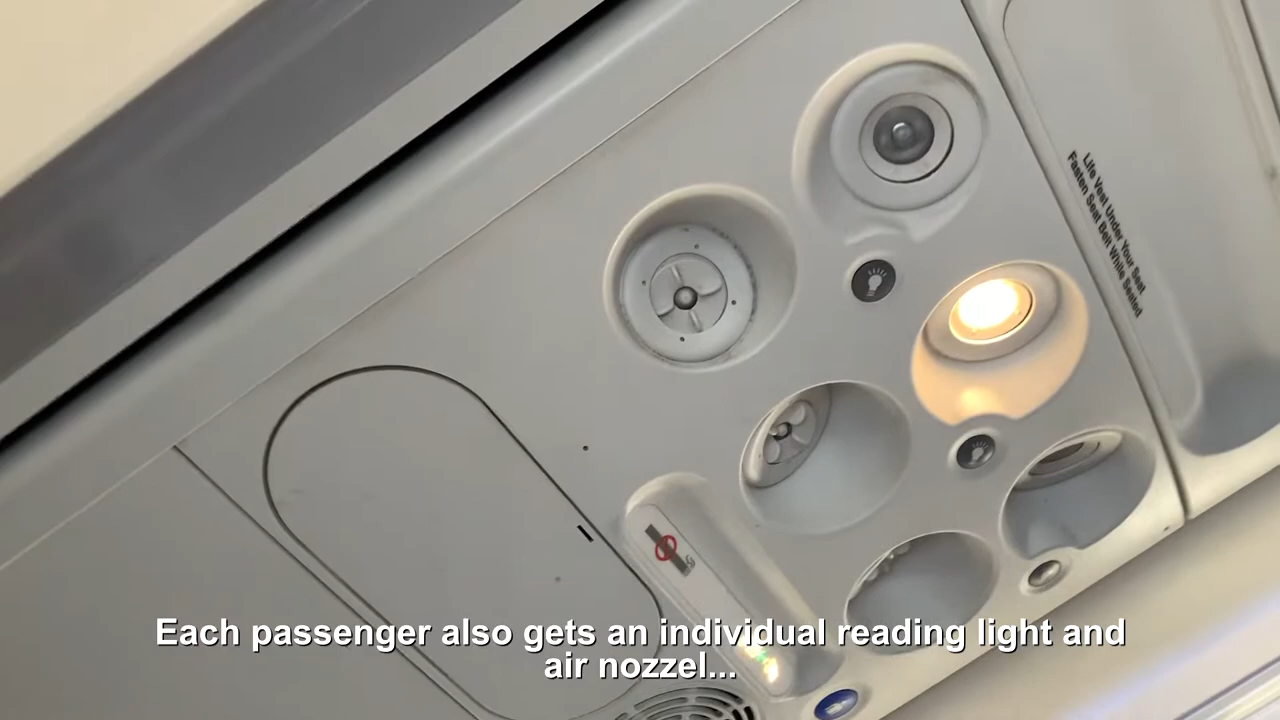 Life Vest Under Your Seat
Fasten Seat Belt While Seated
Each passenger also gets an individual reading light and
air nozzel...